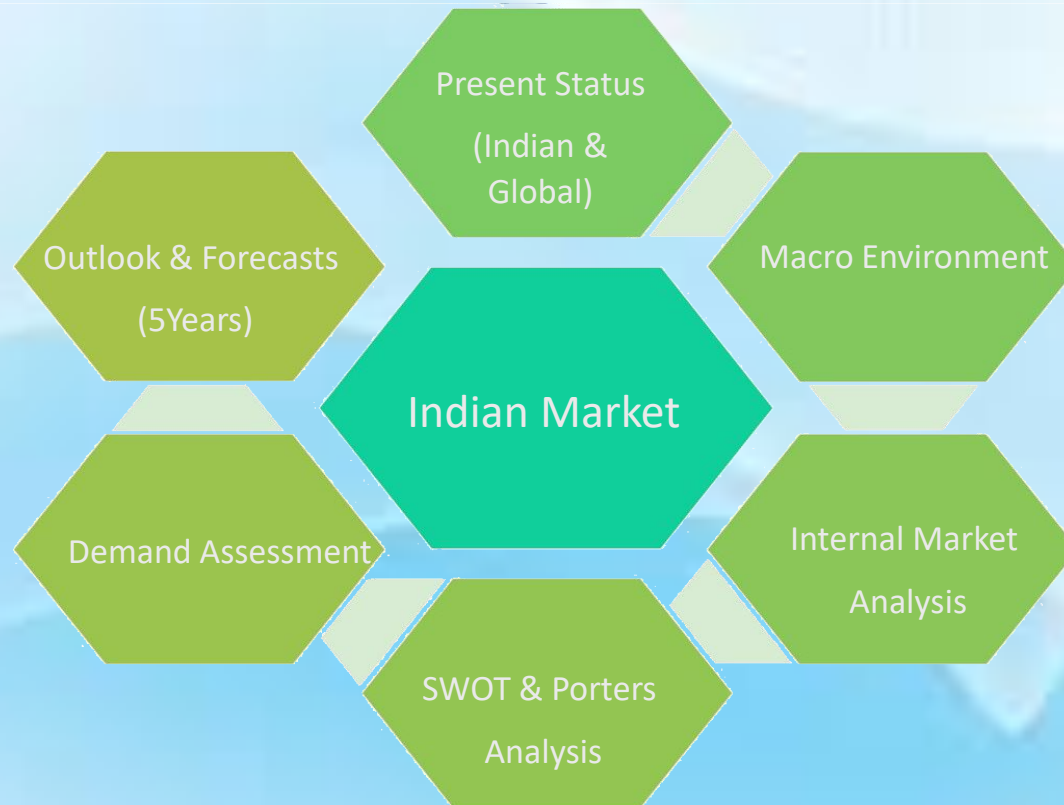 Present Status
(Indian &
Global)
Outlook & Forecasts
(5Years)
Macro Environment
Indian Market
Demand Assessment
Internal Market
Analysis
SWOT & Porters
Analysis